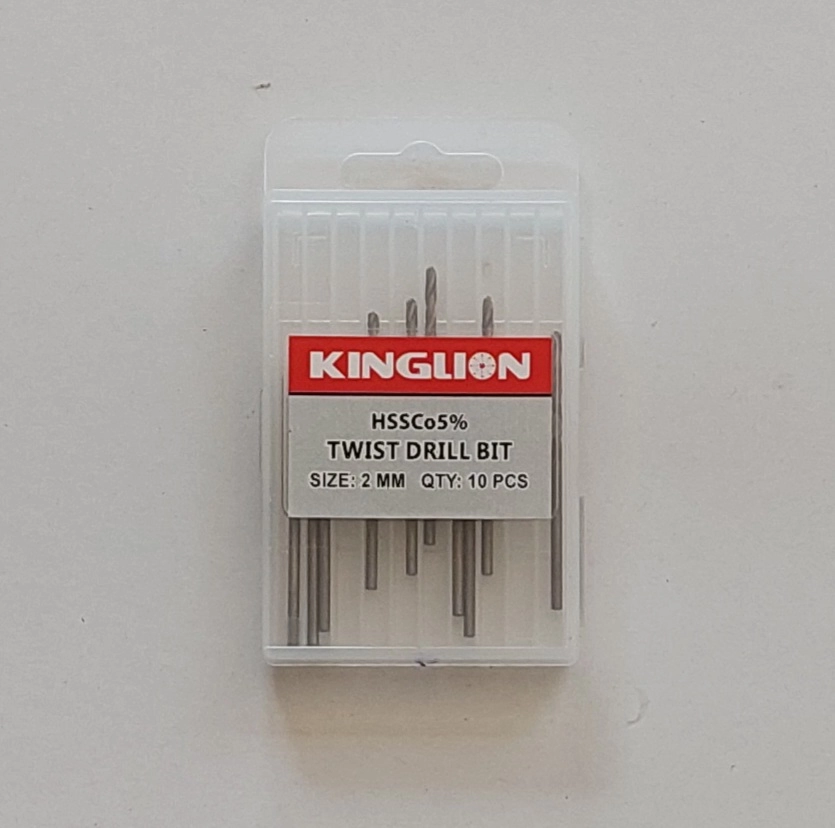 KINGLION
HSSCo5%
TWIST DRILL BIT
SIZE: 2 MM QTY: 10 PCS